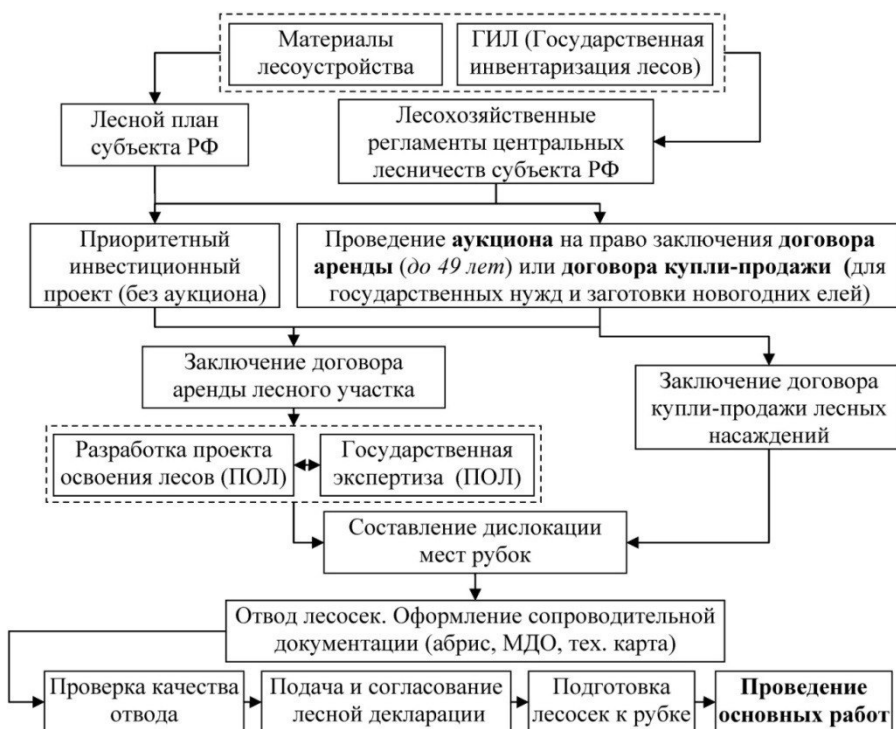 Материалы
лесоустройства
ГИЛ (Государственная
инвентаризация лесов)
Лесной план
субъекта РФ
Лесохозяйственные
регламенты центральных
лесничеств субъекта РФ
Приоритетный
инвестиционный
проект (без аукциона)
Проведение аукциона на право заключения договора
аренды (до 49 лет) или договора купли-продажи (для
государственных нужд и заготовки новогодних елей)
Заключение договора
аренды лесного участка
Заключение договора
купли-продажи лесных
насаждений
Разработка проекта
освоения лесов (ПОЛ)
Государственная
экспертиза (ПОЛ)
Составление дислокации
мест рубок
Отвод лесосек. Оформление сопроводительной
документации (абрис, МДО, тех. карта)
Проверка качества
отвода
Подача и согласование
лесной декларации
Подготовка
лесосек к рубке
Проведение
основных работ